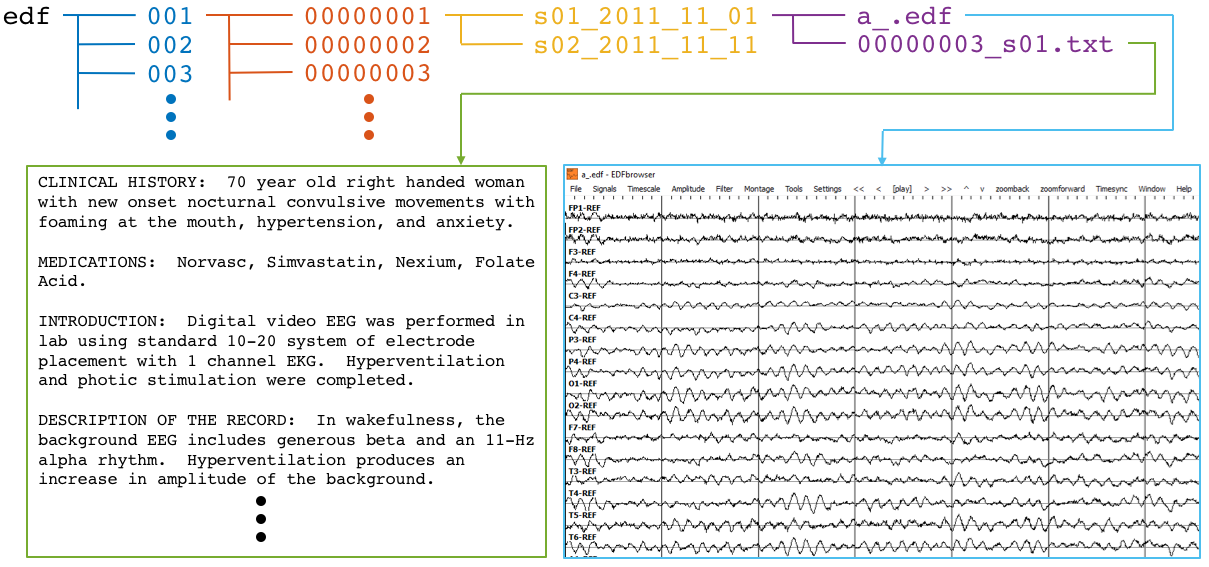 edf 001 00000001 s01_2011_11_01 a_.edf
002 00000002 s02_2011_11_11 00000003_s01.txt
003 00000003
CLINICAL HISTORY: 70 year old right handed woman
with new onset nocturnal convulsive movements with
foaming at the mouth, hypertension, and anxiety.
MEDICATIONS: Norvasc, Simvastatin, Nexium, Folate
Acid.
INTRODUCTION: Digital video EEG was performed in
lab using standard 10-20 system of electrode
placement with 1 channel EKG. Hyperventilation
and photic stimulation were completed.
DESCRIPTION OF THE RECORD: In wakefulness, the
background EEG includes generous beta and an 11-Hz
alpha rhythm. Hyperventilation produces an
increase in amplitude of the background.
a_.edf - EDFbrowser
File Signals Timescale Amplitude Filter Montage Tools Settings << < [play] > >> ^ v zoomback zoomforward Timesync Window Help
FP1-REF
FP2-REF
F3-REF
F4-REF
C3-REF
C4-REF
P3-REF
P4-REF
O1-REF
O2-REF
F7-REF
F8-REF
T3-REF
T4-REF
T5-REF
T6-REF